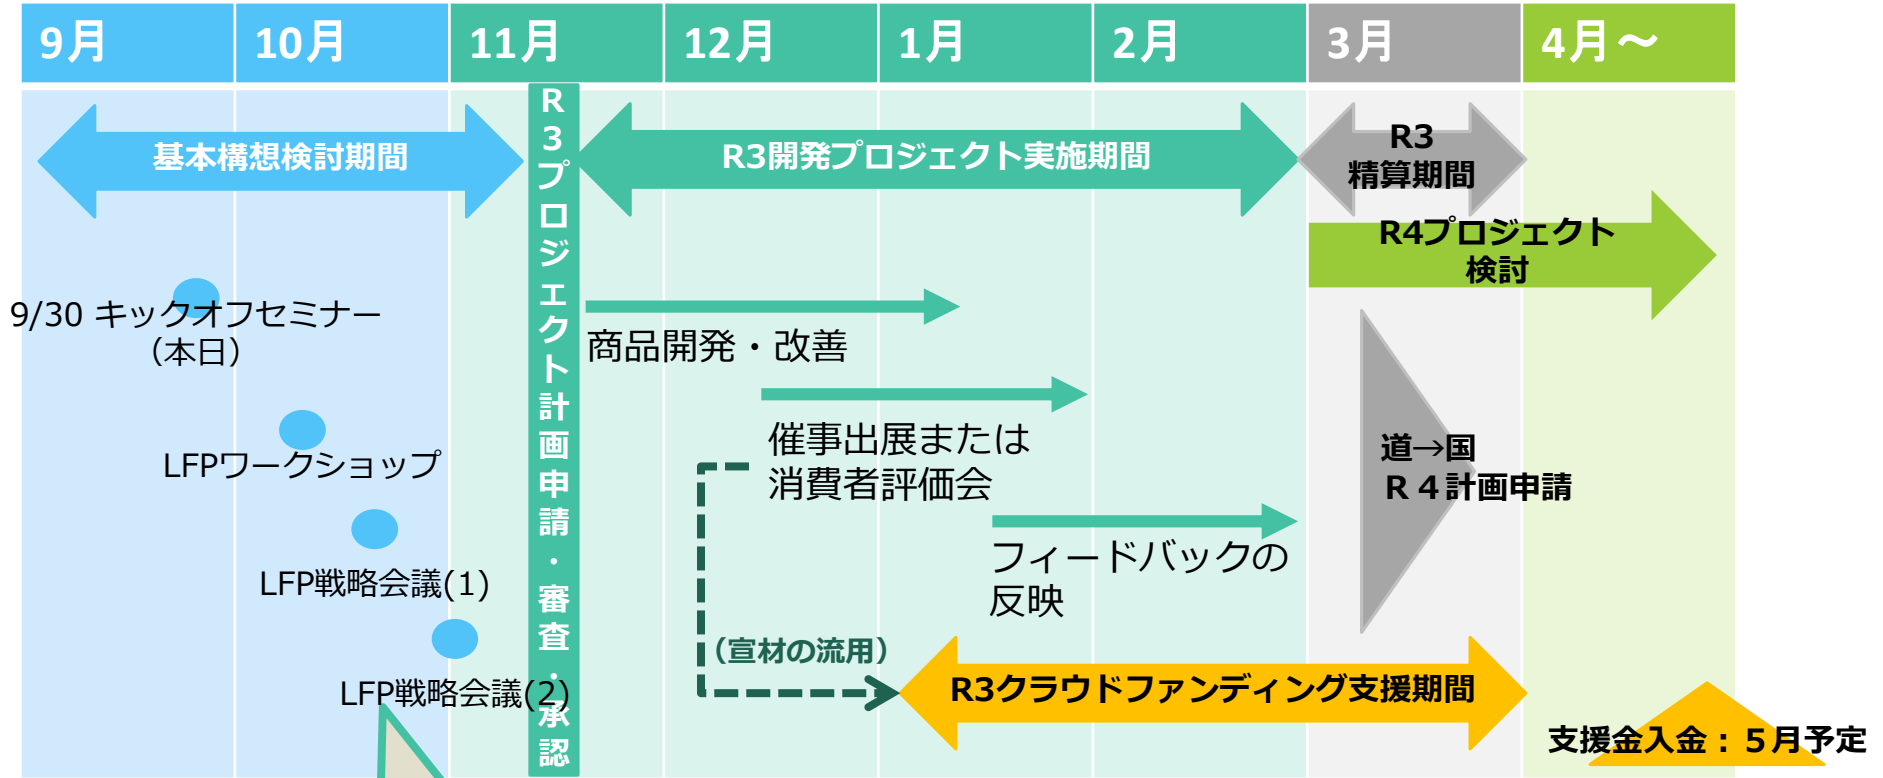 9月
10月
11月
12月
1月
2月
3月
4月～
基本構想検討期間
R3プロジェクト計画申請・審査・承認
R3開発プロジェクト実施期間
R3
精算期間
R4プロジェクト
検討
9/30 キックオフセミナー
（本日）
商品開発・改善
LFPワークショップ
催事出展または
消費者評価会
道→国
Ｒ４計画申請
LFP戦略会議(1)
フィードバックの
反映
（宣材の流用）
LFP戦略会議(2)
R3クラウドファンディング支援期間
支援金入金：５月予定